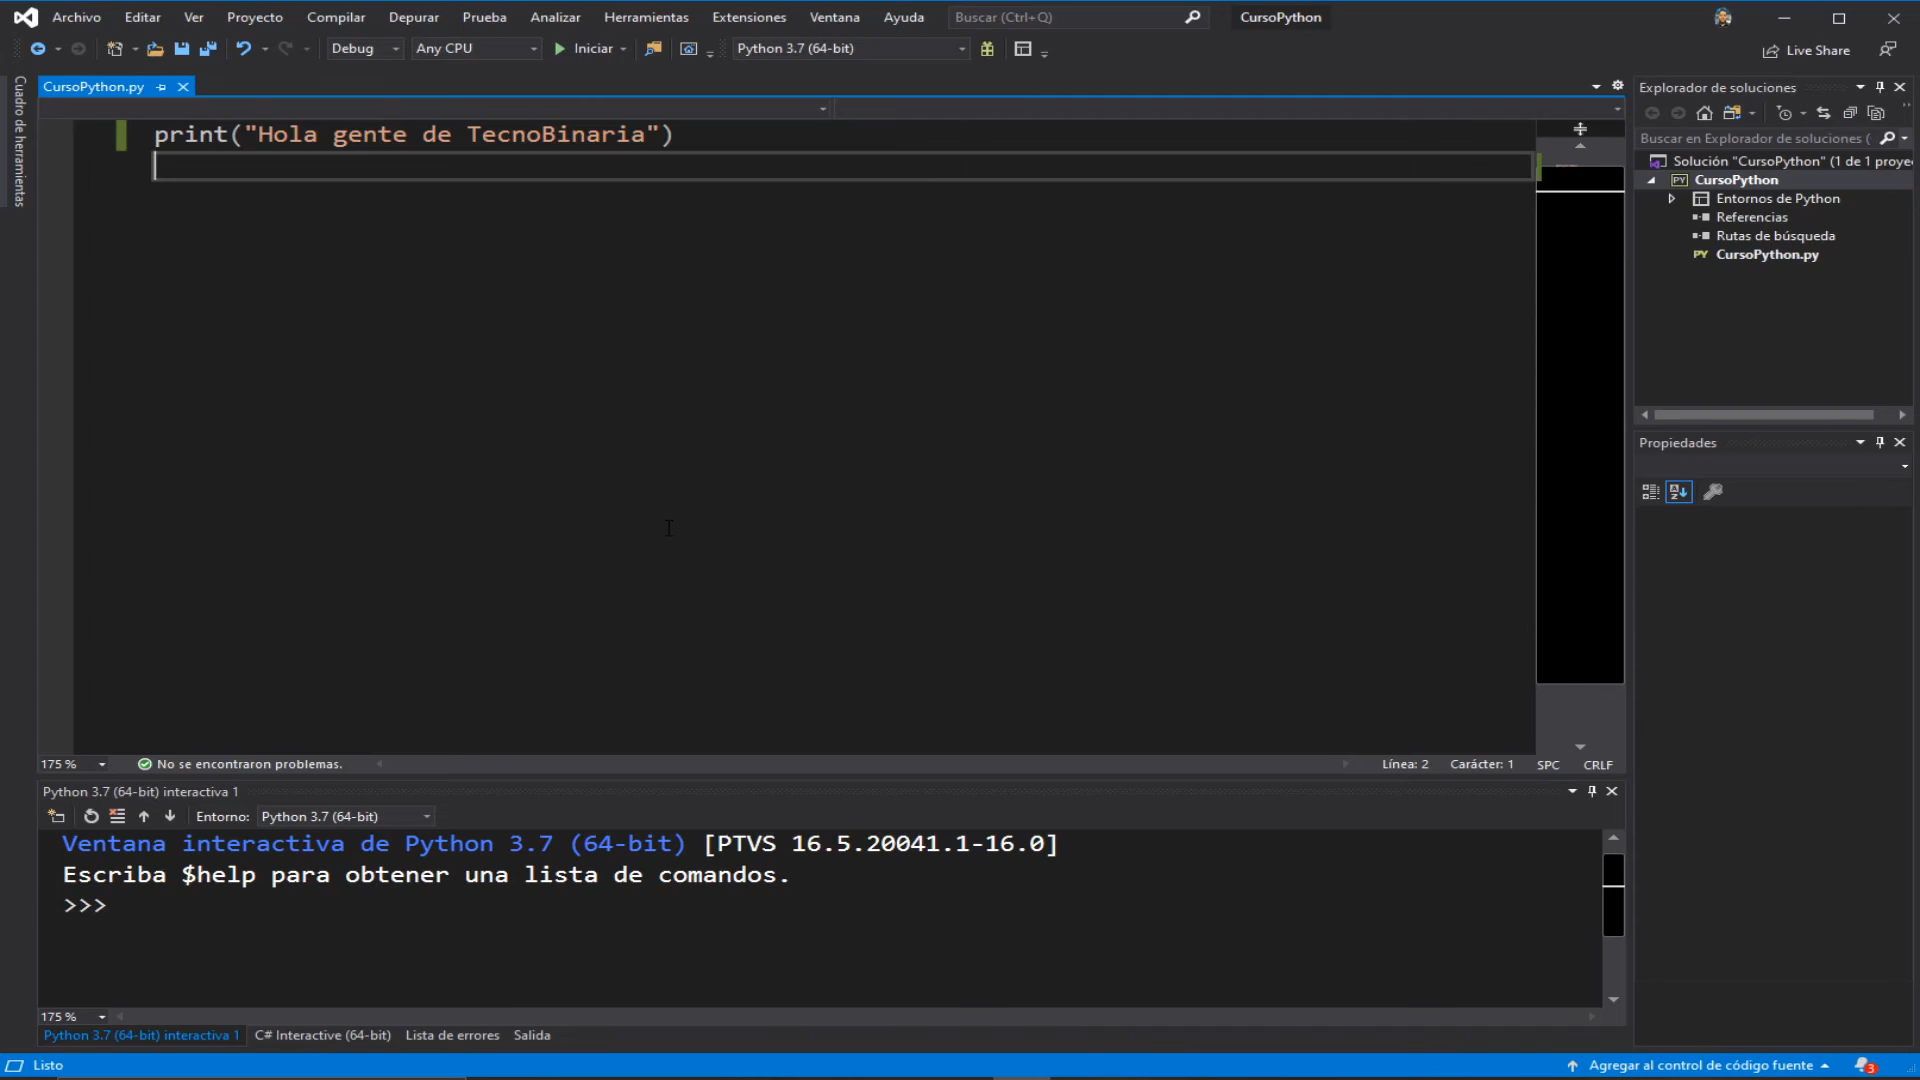 Archivo Editar Ver Proyecto Compilar Depurar Prueba Analizar Herramientas Extensiones Ventana Ayuda Buscar (Ctrl+Q) CursoPython
Debug Any CPU Iniciar Python 3.7 (64-bit) Live Share
Cuadro de herramientas
CursoPython.py
print("Hola gente de TecnoBinaria")
175 % No se encontraron problemas. Línea: 2 Carácter: 1 SPC CRLF
Python 3.7 (64-bit) interactiva 1
Entorno: Python 3.7 (64-bit)
Ventana interactiva de Python 3.7 (64-bit) [PTVS 16.5.20041.1-16.0]
Escriba $help para obtener una lista de comandos.
>>>
175 %
Python 3.7 (64-bit) interactiva 1 C# Interactive (64-bit) Lista de errores Salida
Explorador de soluciones
Buscar en Explorador de soluciones (
Solución "CursoPython" (1 de 1 proye
PY CursoPython
Entornos de Python
Referencias
Rutas de búsqueda
PY CursoPython.py
Propiedades
Listo Agregar al control de código fuente 3